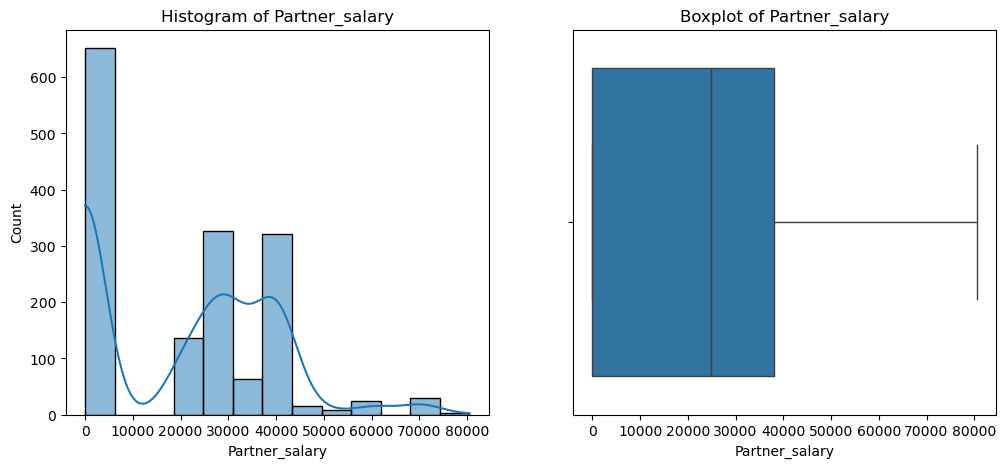 Histogram of Partner_salary
Count
600
500
400
300
200
100
0
0 10000 20000 30000 40000 50000 60000 70000 80000
Partner_salary
Boxplot of Partner_salary
0 10000 20000 30000 40000 50000 60000 70000 80000
Partner_salary